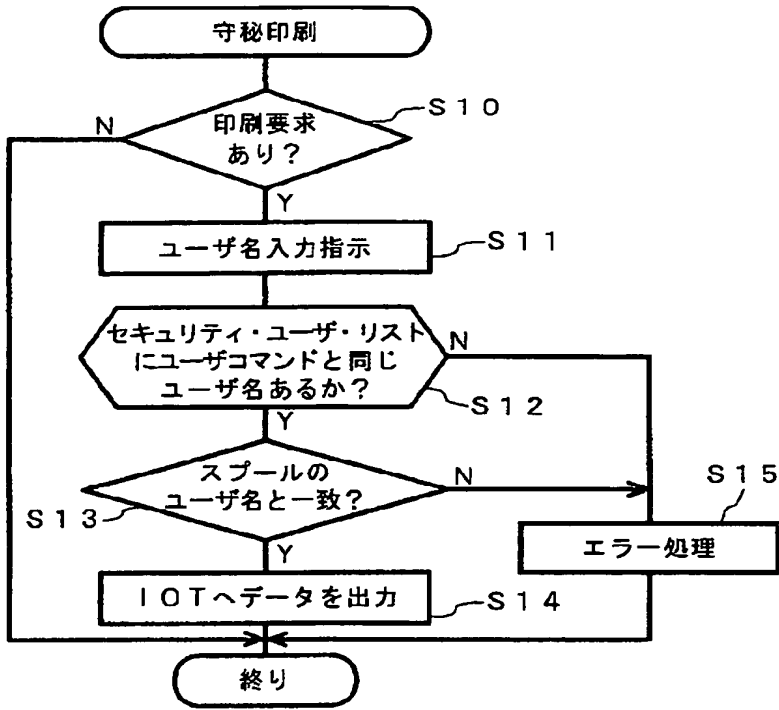 守秘印刷
印刷要求
あり?
S10
N
Y
ユーザ名入力指示
S11
セキュリティ・ユーザ・リスト
にユーザコマンドと同じ
ユーザ名あるか?
N
S12
Y
スプールの
ユーザ名と一致?
N
S13
Y
S15
エラー処理
IOTへデータを出力
S14
終り